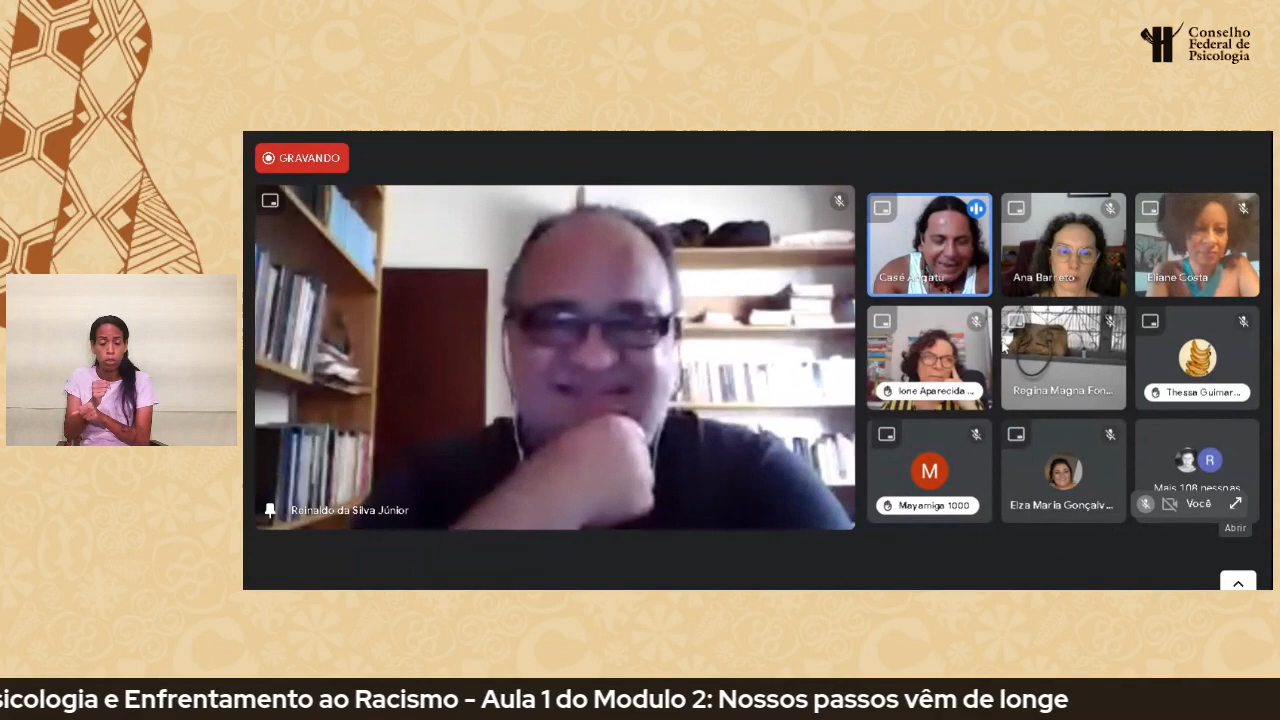 Conselho
Federal de
Psicologia
GRAVANDO
Casé Angatu
Ana Barreto
Eliane Costa
Ione Aparecida ...
Regina Magna Fon...
Thessa Guimar...
M
Mayamiga 1000
Elza Maria Gonçalv...
R
Mais 108 pessoas
Você
Abrir
Reinaldo da Silva Júnior
sicologia e Enfrentamento ao Racismo - Aula 1 do Modulo 2: Nossos passos vêm de longe